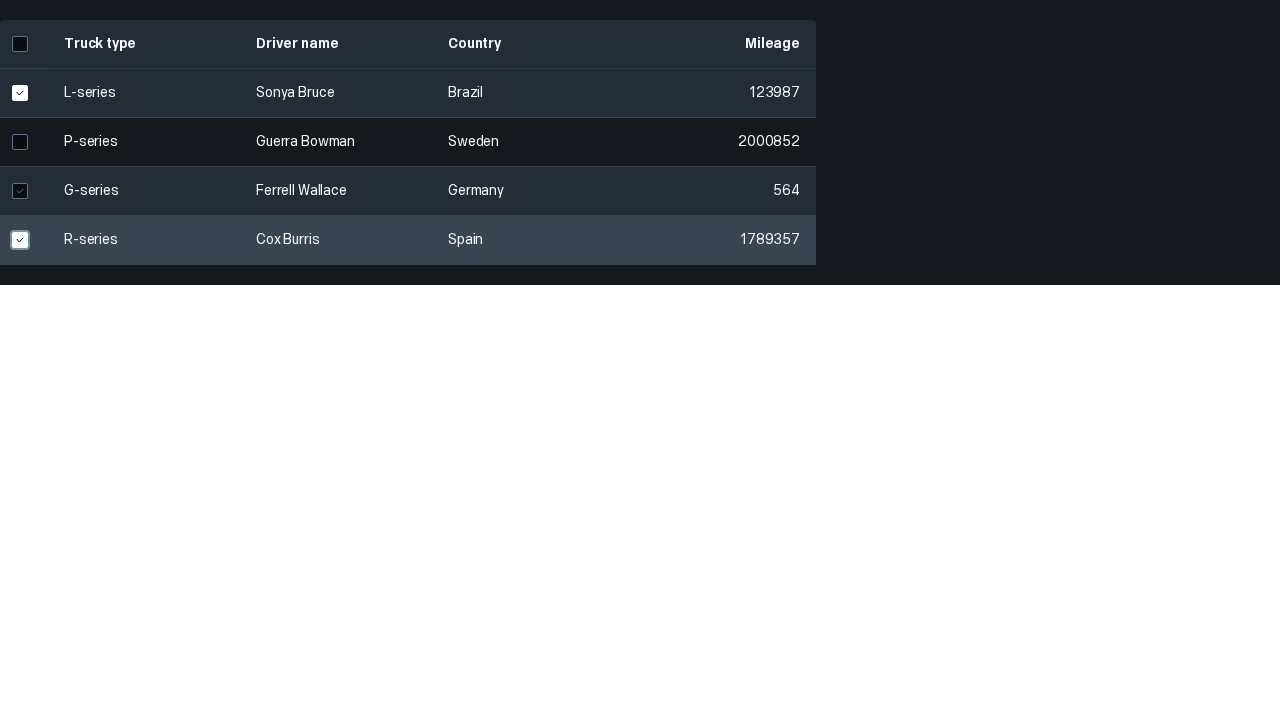 Truck type Driver name Country Mileage
L-series Sonya Bruce Brazil 123987
P-series Guerra Bowman Sweden 2000852
G-series Ferrell Wallace Germany 564
R-series Cox Burris Spain 1789357